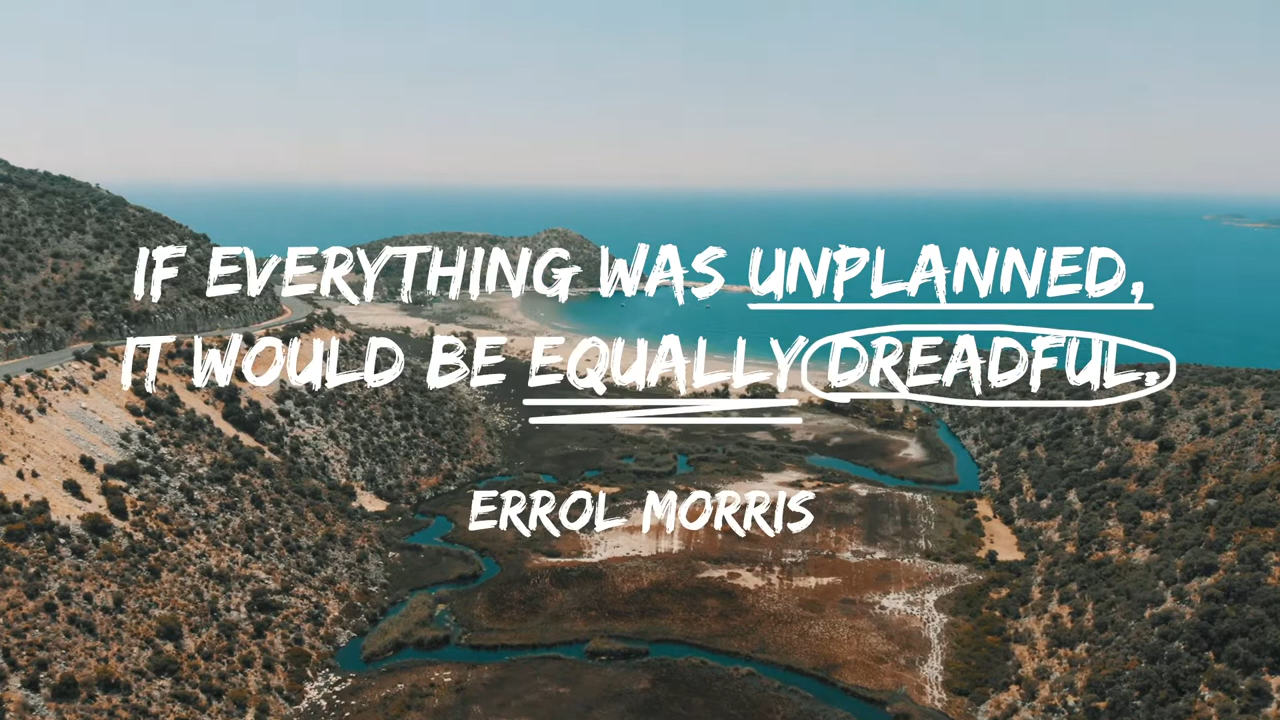 IF EVERYTHING WAS UNPLANNED,
IT WOULD BE EQUALLY DREADFUL.
ERROL MORRIS